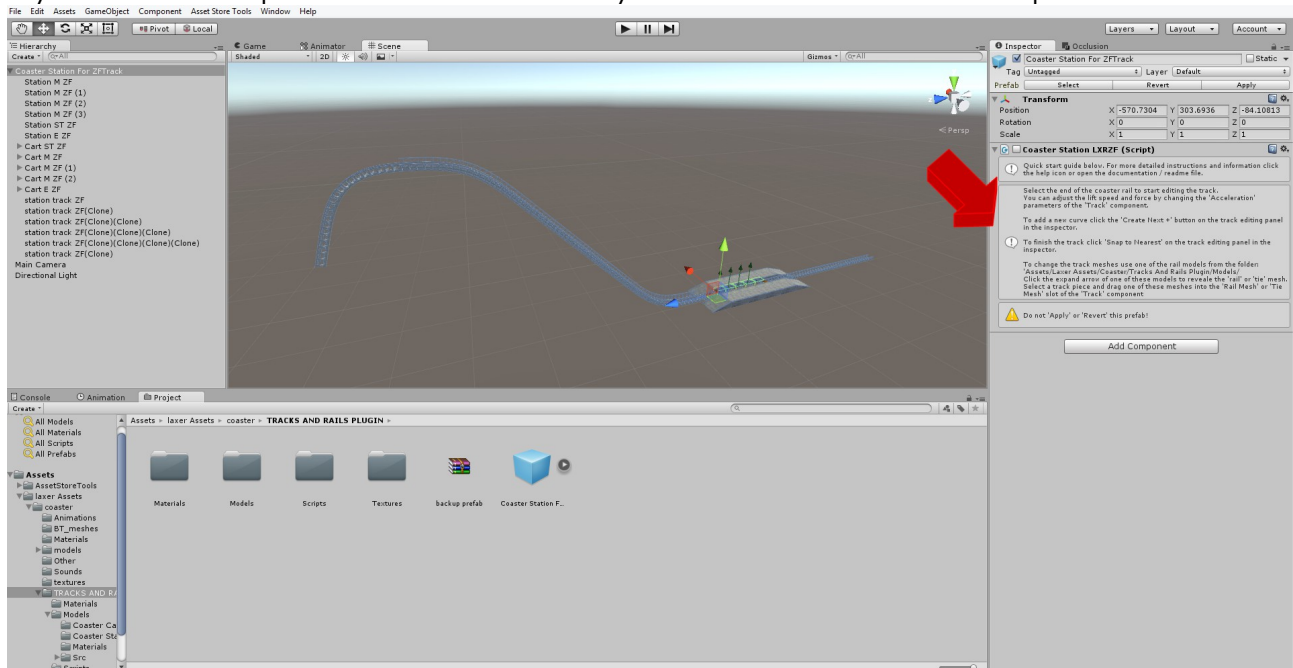 File Edit Assets GameObject Component Asset Store Tools Window Help
Pivot Local
Layers Layout Account
Hierarchy
Create All
Coaster Station For ZFTrack
Station M ZF
Station M ZF (1)
Station M ZF (2)
Station M ZF (3)
Station ST ZF
Station E ZF
Cart ST ZF
Cart M ZF
Cart M ZF (1)
Cart M ZF (2)
Cart E ZF
station track ZF
station track ZF(Clone)
station track ZF(Clone)(Clone)
station track ZF(Clone)(Clone)(Clone)(Clone)
station track ZF(Clone)
Main Camera
Directional Light
Game Animator Scene
Shaded 2D Gizmos All
Persp
Inspector Occlusion
Coaster Station For ZFTrack Static
Tag Untagged Layer Default
Prefab Select Revert Apply
Transform
Position X -570.7304 Y 303.6936 Z -84.10813
Rotation X 0 Y 0 Z 0
Scale X 1 Y 1 Z 1
Coaster Station LXRZF (Script)
Quick start guide below. For more detailed instructions and information click
the help icon or open the documentation / readme file.
Select the end of the coaster rail to start editing the track.
You can adjust the lift speed and force by changing the 'Acceleration'
parameters of the 'Track' component.
To add a new curve click the 'Create Next +' button on the track editing panel
in the inspector.
To finish the track click 'Snap to Nearest' on the track editing panel in the
inspector.
To change the track meshes use one of the rail models from the folder:
'Assets/Laxer Assets/Coaster/Tracks And Rails Plugin/Models/
Click the expand arrow of one of these models to reveale the 'rail' or 'tie' mesh.
Select a track piece and drag one of these meshes into the 'Rail Mesh' or 'Tie
Mesh' slot of the 'Track' component
Do not 'Apply' or 'Revert' this prefab!
Add Component
Console Animation Project
Create
All Models
All Materials
All Scripts
All Prefabs
Assets
AssetStoreTools
laxer Assets
coaster
Animations
BT_meshes
Materials
models
Other
Sounds
textures
TRACKS AND RA
Materials
Models
Coaster Ca
Coaster Sta
Materials
Src
Scripts
Assets laxer Assets coaster TRACKS AND RAILS PLUGIN
Materials Models Scripts Textures backup prefab Coaster Station F...